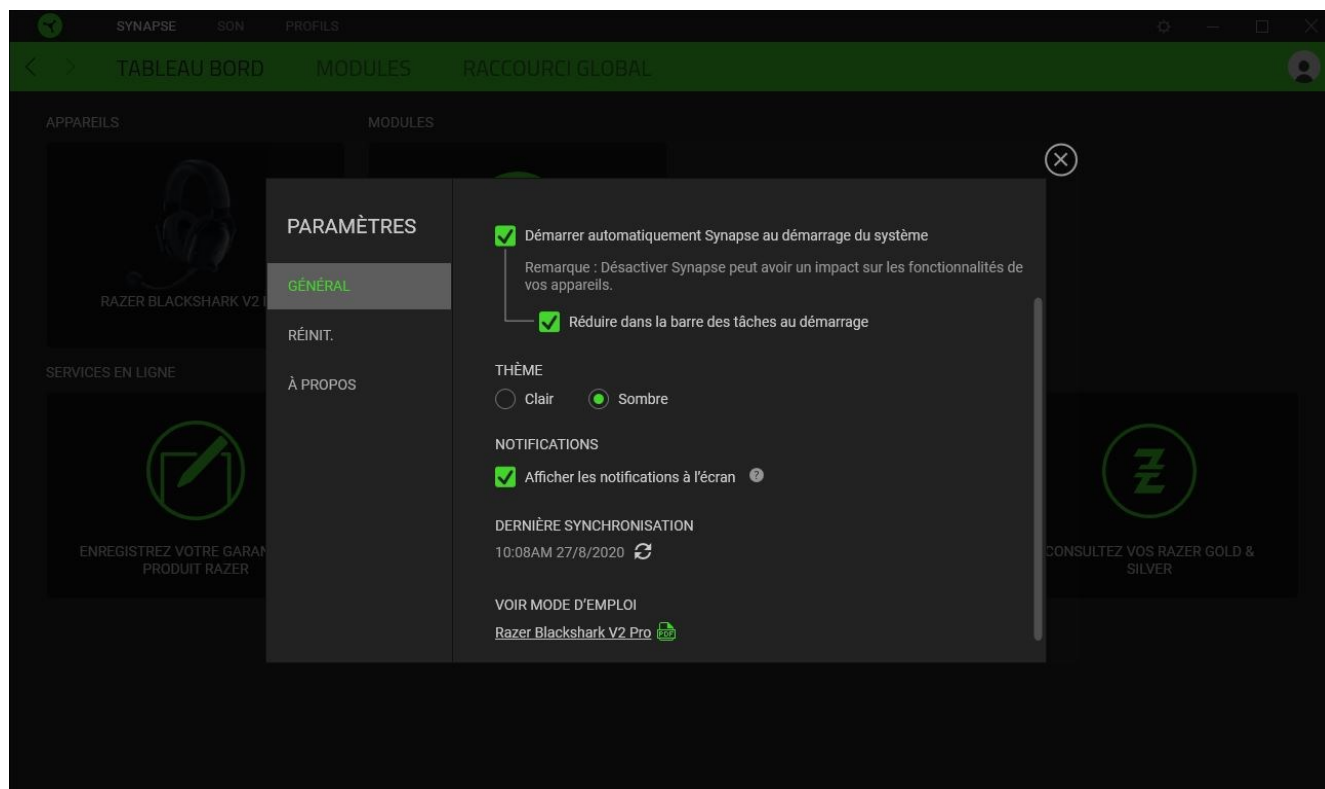 SYNAPSE SON PROFILS
TABLEAU BORD MODULES RACCOURCI GLOBAL
APPAREILS MODULES
RAZER BLACKSHARK V2
SERVICES EN LIGNE
ENREGISTREZ VOTRE
PRODUIT RAZER
CONSULTEZ VOS RAZER GOLD &
SILVER
PARAMÈTRES
GÉNÉRAL
RÉINIT.
À PROPOS
Démarrer automatiquement Synapse au démarrage du système
Remarque : Désactiver Synapse peut avoir un impact sur les fonctionnalités de
vos appareils.
Réduire dans la barre des tâches au démarrage
THÈME
Clair Sombre
NOTIFICATIONS
Afficher les notifications à l’écran ?
DERNIÈRE SYNCHRONISATION
10:08AM 27/8/2020
VOIR MODE D’EMPLOI
Razer Blackshark V2 Pro PDF